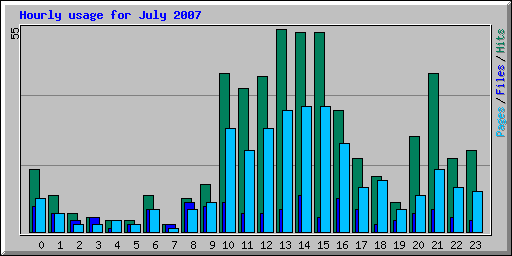 Hourly usage for July 2007
55
Pages/Files/Hits
0 1 2 3 4 5 6 7 8 9 10 11 12 13 14 15 16 17 18 19 20 21 22 23